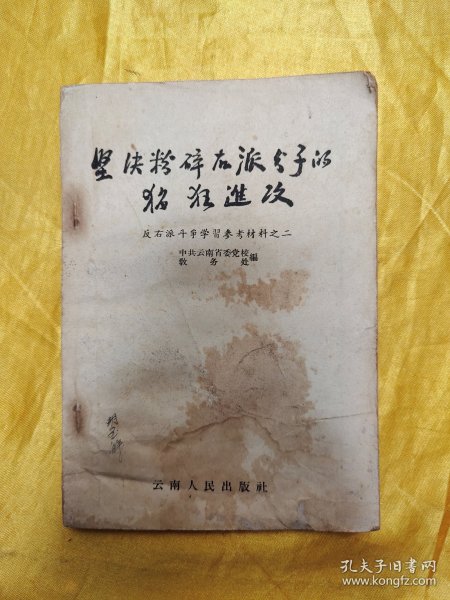 坚决粉碎右派分子的
猖狂進攻
反右派斗爭学習参考材料之二
中共云南省委党校
教务处
編
云南人民出版社
孔夫子旧书网
www.kongfz.com